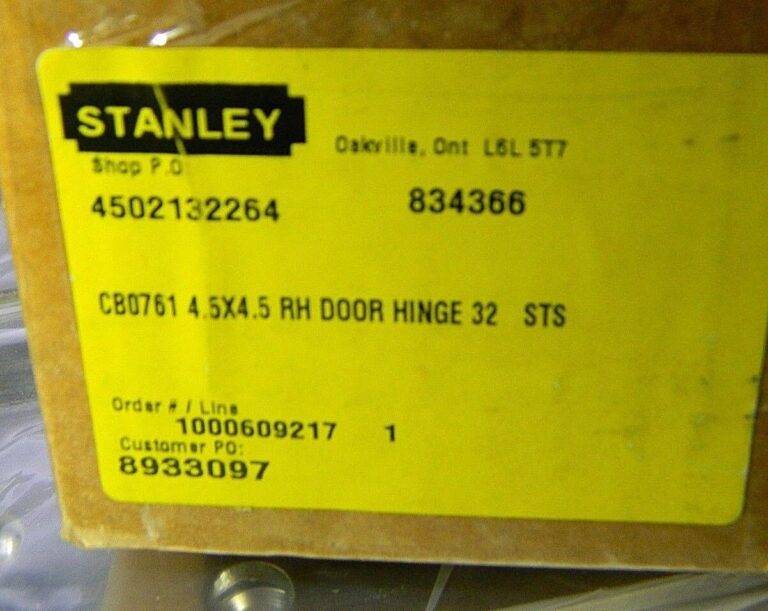 STANLEY
Oakville, Ont L6L 5T7
Shop P.O
4502132264 834366
CB0761 4.5X4.5 RH DOOR HINGE 32 STS
Order # / Line
1000609217 1
Customer PO:
8933097